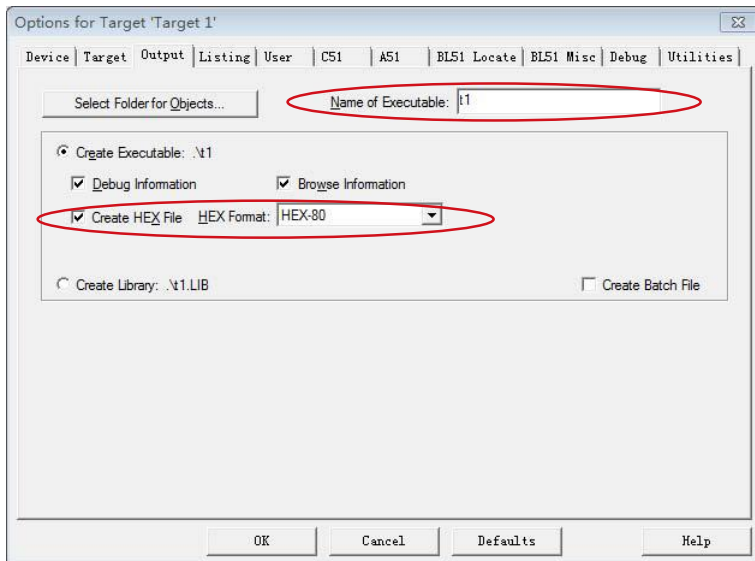 Options for Target 'Target 1'
Device Target Output Listing User C51 A51 BL51 Locate BL51 Misc Debug Utilities
Select Folder for Objects... Name of Executable: t1
Create Executable: .\t1
Debug Information Browse Information
Create HEX File HEX Format: HEX-80
Create Library: .\t1.LIB Create Batch File
OK Cancel Defaults Help